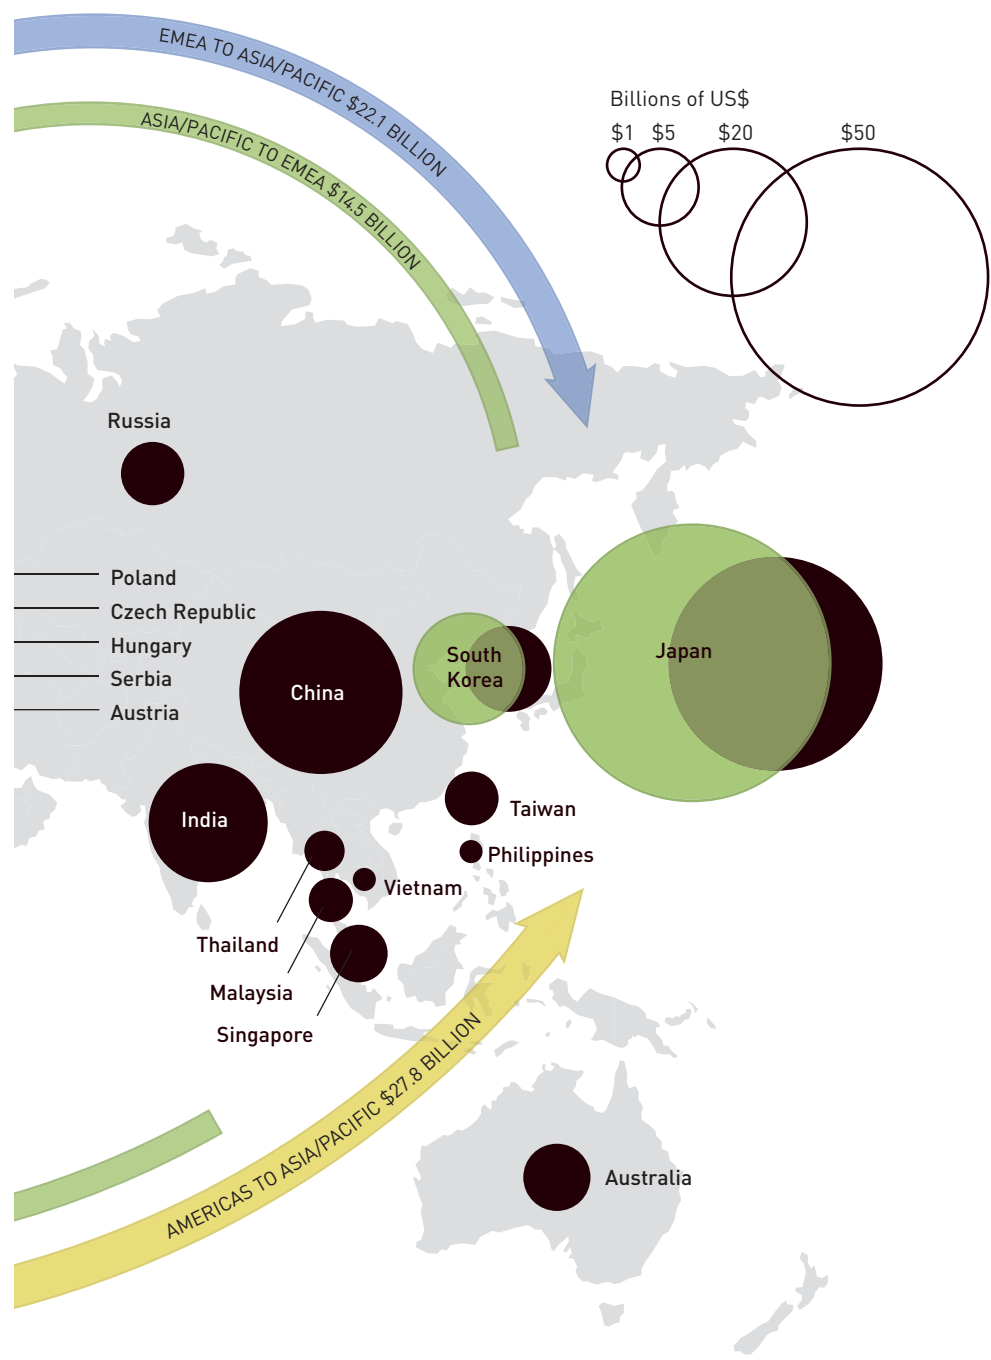 EMEA TO ASIA/PACIFIC $22.1 BILLION
ASIA/PACIFIC TO EMEA $14.5 BILLION
Billions of US$
$1 $5 $20 $50
Russia
Poland
Czech Republic
Hungary
Serbia
Austria
China
South
Korea
Japan
India
Taiwan
Philippines
Vietnam
Thailand
Malaysia
Singapore
AMERICAS TO ASIA/PACIFIC $27.8 BILLION
Australia